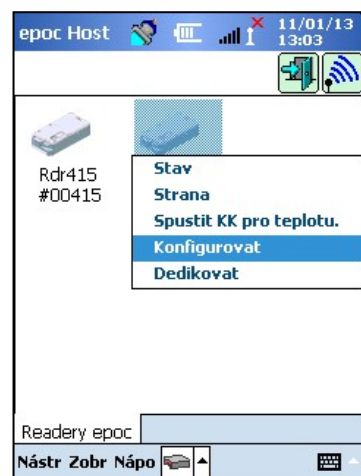 epoc Host
11/01/13
13:03
Rdr415
#00415
Stav
Strana
Spustit KK pro teplotu.
Konfigurovat
Dedikovat
Readery epoc
Nástr Zobr Nápo